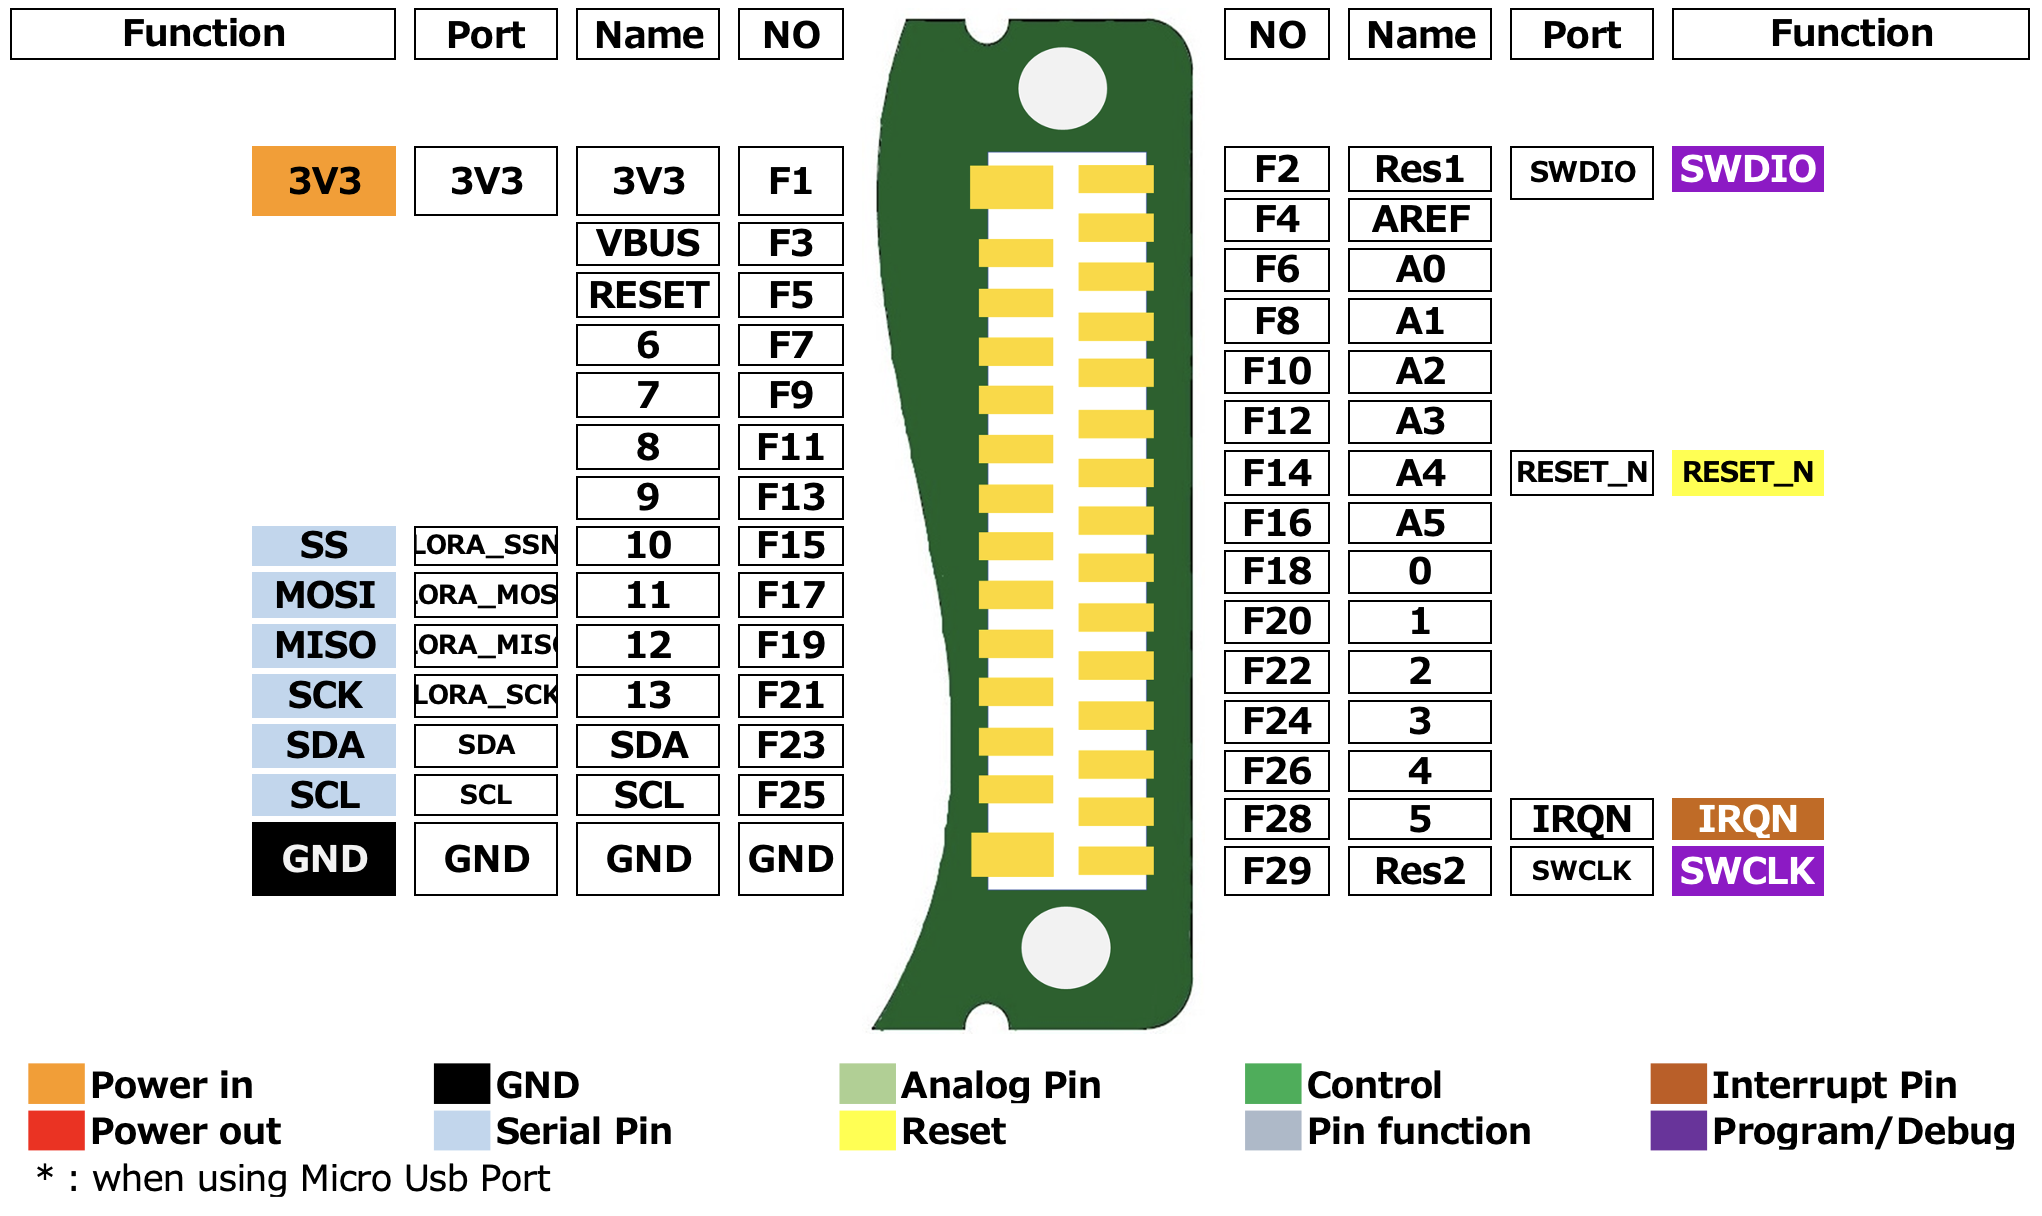 Function Port Name NO NO Name Port Function
3V3 3V3 3V3 F1 F2 Res1 SWDIO SWDIO
VBUS F3 F4 AREF
RESET F5 F6 A0
6 F7 F8 A1
7 F9 F10 A2
8 F11 F12 A3
9 F13 F14 A4 RESET_N RESET_N
SS LORA_SSN 10 F15 F16 A5
MOSI ORA_MOS 11 F17 F18 0
MISO ORA_MIS 12 F19 F20 1
SCK LORA_SCK 13 F21 F22 2
SDA SDA SDA F23 F24 3
SCL SCL SCL F25 F26 4
F28 5 IRQN IRQN
GND GND GND GND F29 Res2 SWCLK SWCLK
Power in GND Analog Pin Control Interrupt Pin
Power out Serial Pin Reset Pin function Program/Debug
* : when using Micro Usb Port